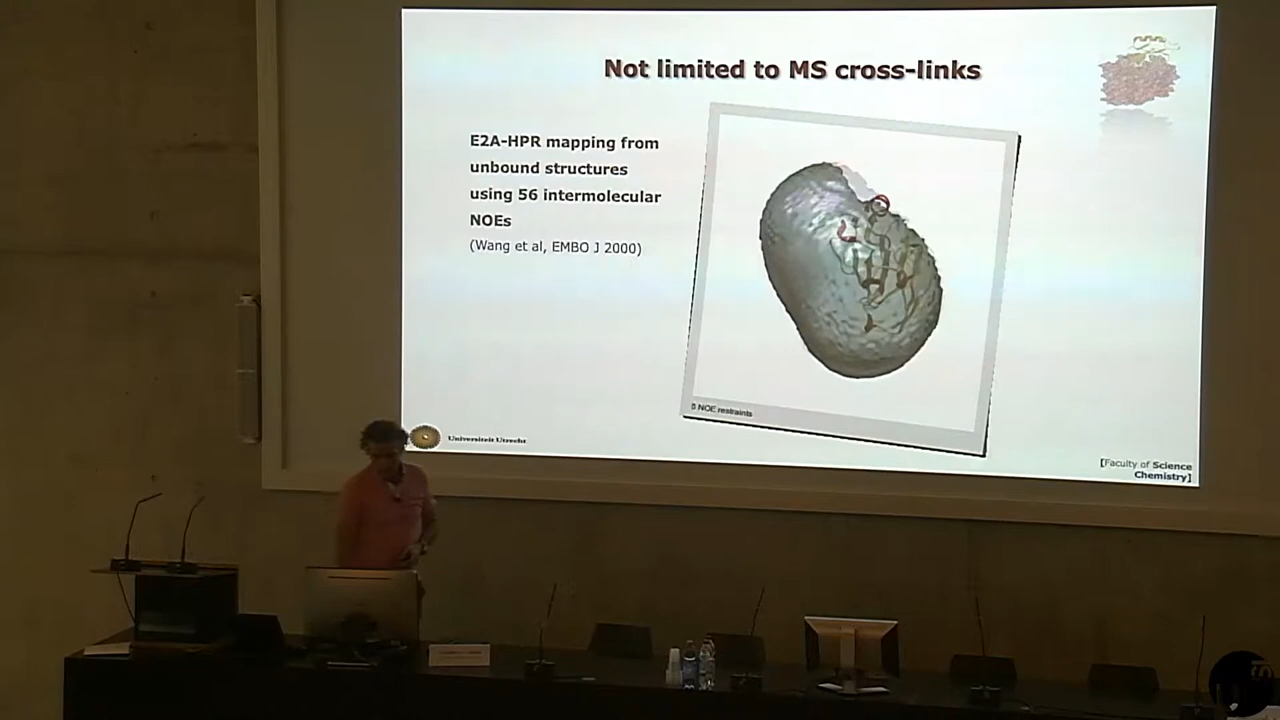 Not limited to MS cross-links
E2A-HPR mapping from
unbound structures
using 56 intermolecular
NOEs
(Wang et al, EMBO J 2000)
5 NOE restraints
Universiteit Utrecht
[Faculty of Science
Chemistry]